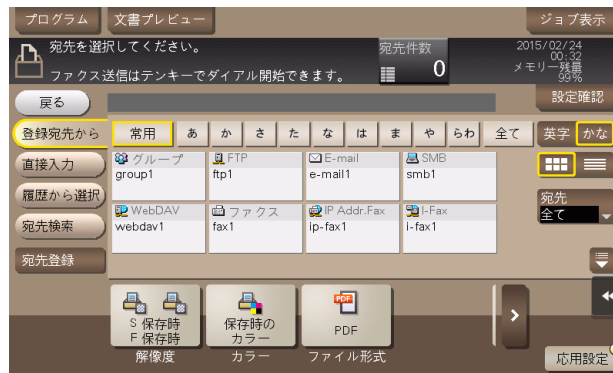 プログラム
文書プレビュー
ジョブ表示
宛先を選択してください。
ファクス送信はテンキーでダイアル開始できます。
宛先件数
0
2015/02/24
00:32
メモリー残量
99%
戻る
設定確認
登録宛先から
常用 あ か さ た な は ま や らわ 全て
英字 かな
直接入力
履歴から選択
宛先検索
宛先登録
グループ
group1
FTP
ftp1
E-mail
e-mail1
SMB
smb1
WebDAV
webdav1
ファクス
fax1
IP Addr.Fax
ip-fax1
I-Fax
i-fax1
宛先
全て
S 保存時
F 保存時
解像度
保存時の
カラー
カラー
PDF
PDF
ファイル形式
応用設定